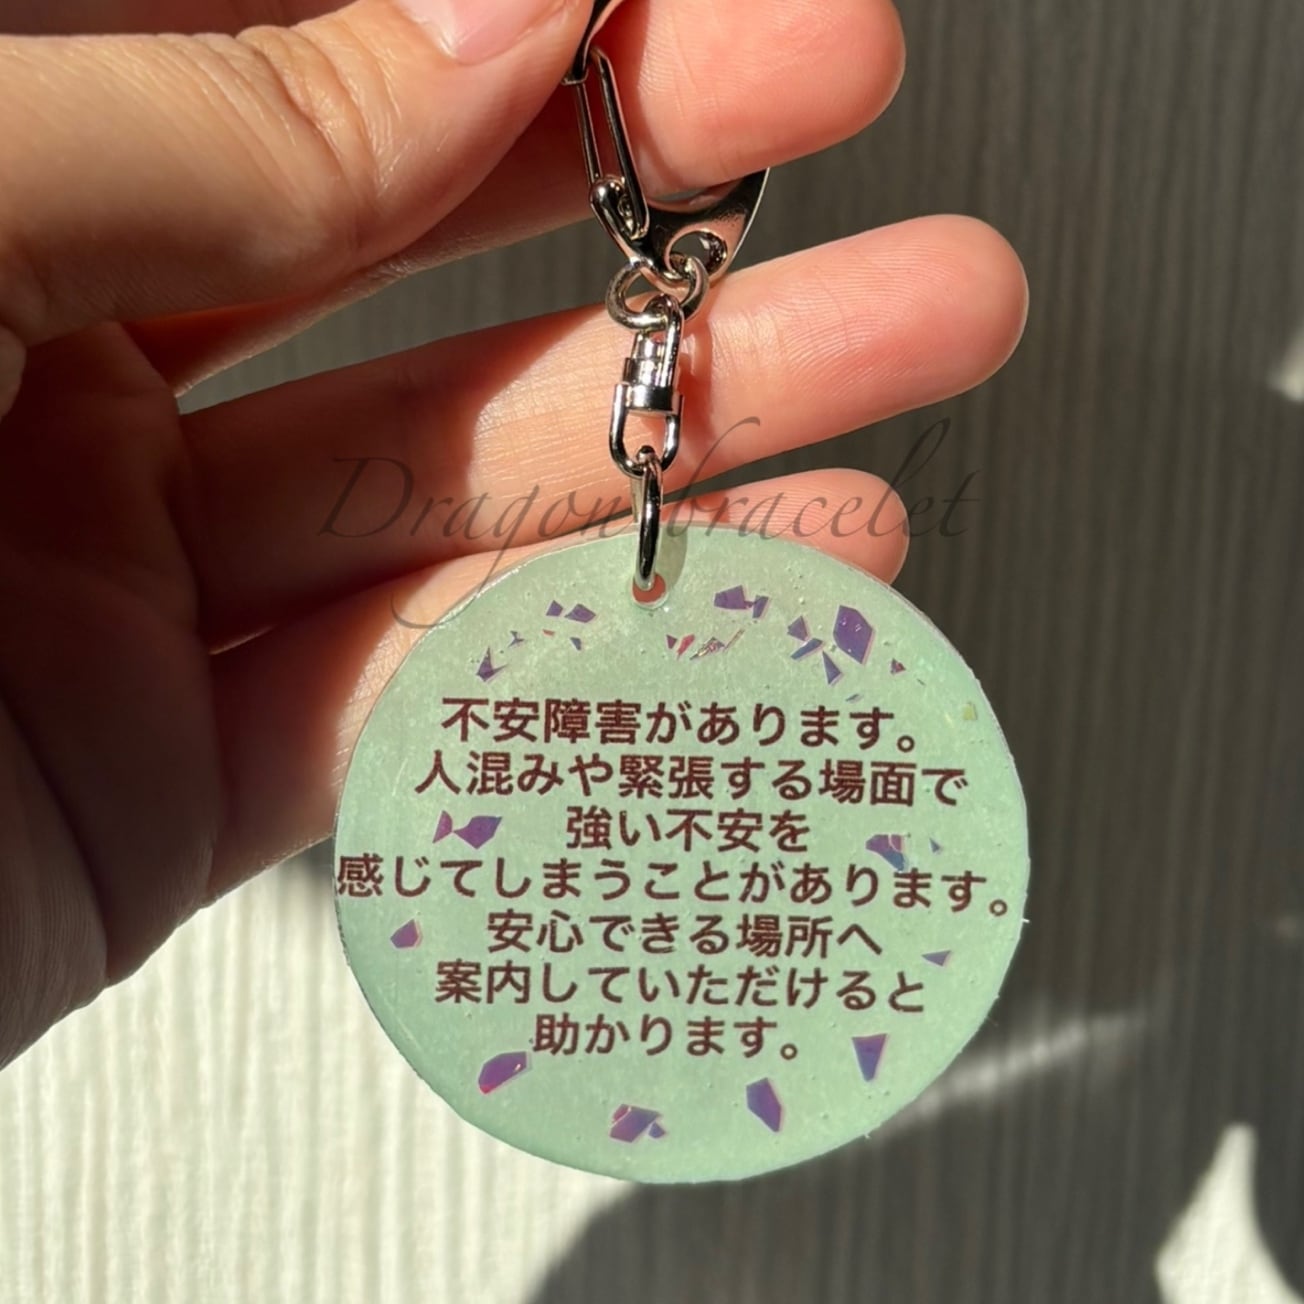 Dragon bracelet
不安障害があります。
人混みや緊張する場面で
強い不安を
感じてしまうことがあります。
安心できる場所へ
案内していただけると
助かります。